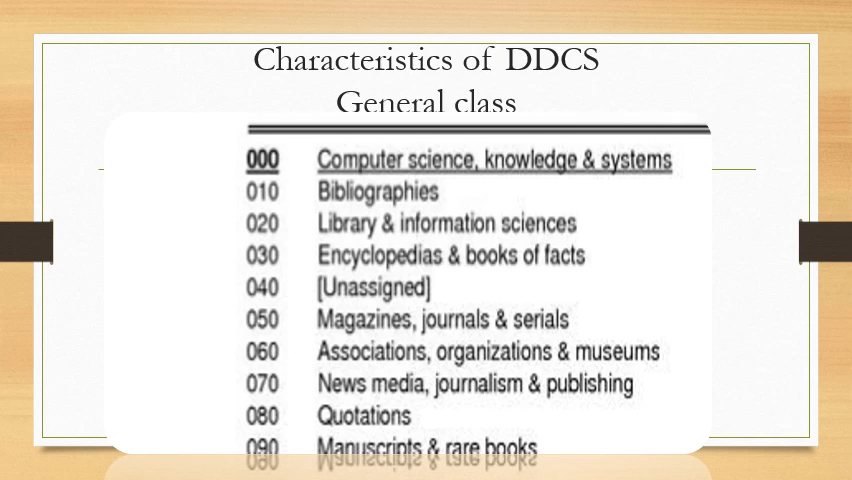 Characteristics of DDCS
General class
000 Computer science, knowledge & systems
010 Bibliographies
020 Library & information sciences
030 Encyclopedias & books of facts
040 [Unassigned]
050 Magazines, journals & serials
060 Associations, organizations & museums
070 News media, journalism & publishing
080 Quotations
090 Manuscripts & rare books